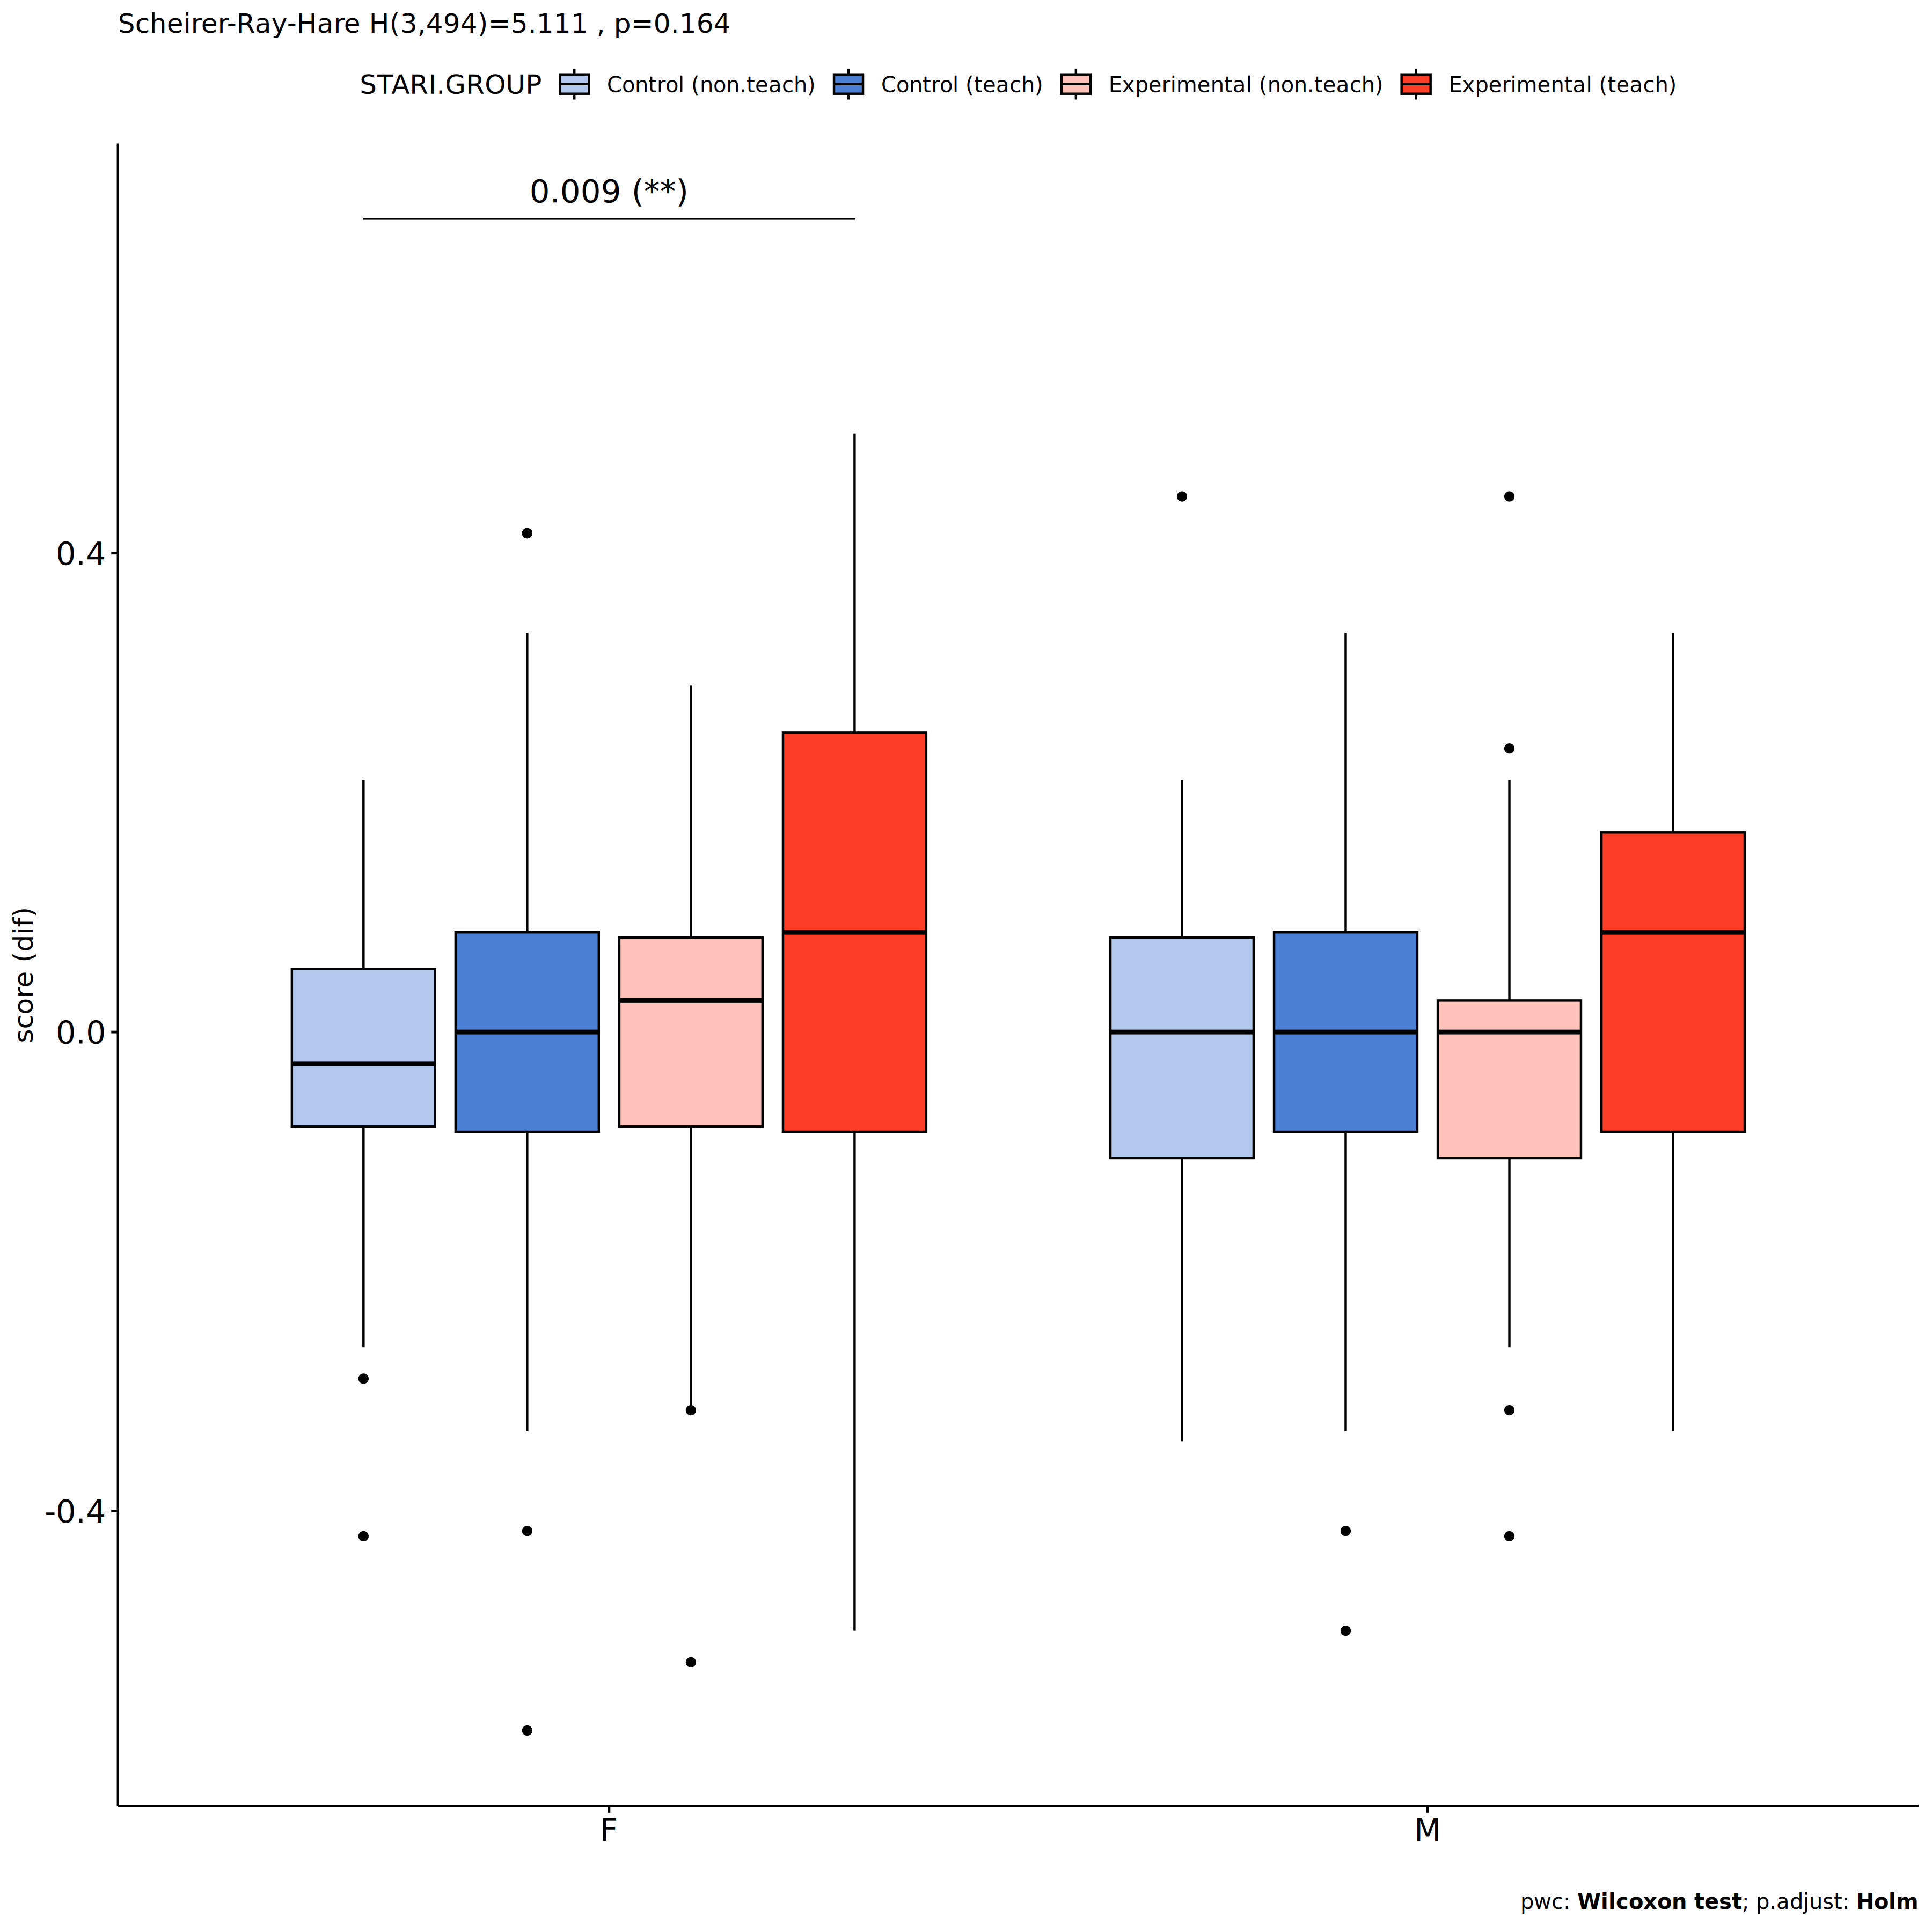 Scheirer-Ray-Hare H(3,494)=5.111 , p=0.164
STARI.GROUP Control (non.teach) Control (teach) Experimental (non.teach) Experimental (teach)
0.009 (**)
0.4
0.0
-0.4
score (dif)
F M
pwc: Wilcoxon test; p.adjust: Holm